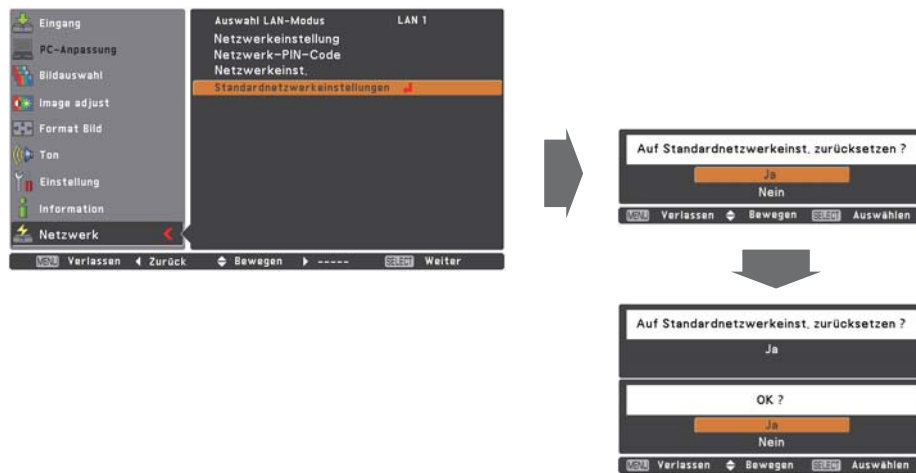 Eingang
PC-Anpassung
Bildauswahl
Image adjust
Format Bild
Ton
Einstellung
Information
Netzwerk
Auswahl LAN-Modus LAN 1
Netzwerkeinstellung
Netzwerk-PIN-Code
Netzwerkeinst.
Standardnetzwerkeinstellungen
MENU Verlassen Zurück Bewegen ----- SELECT Weiter
Auf Standardnetzwerkeinst. zurücksetzen ?
Ja
Nein
MENU Verlassen Bewegen SELECT Auswählen
Auf Standardnetzwerkeinst. zurücksetzen ?
Ja
OK ?
Ja
Nein
MENU Verlassen Bewegen SELECT Auswählen